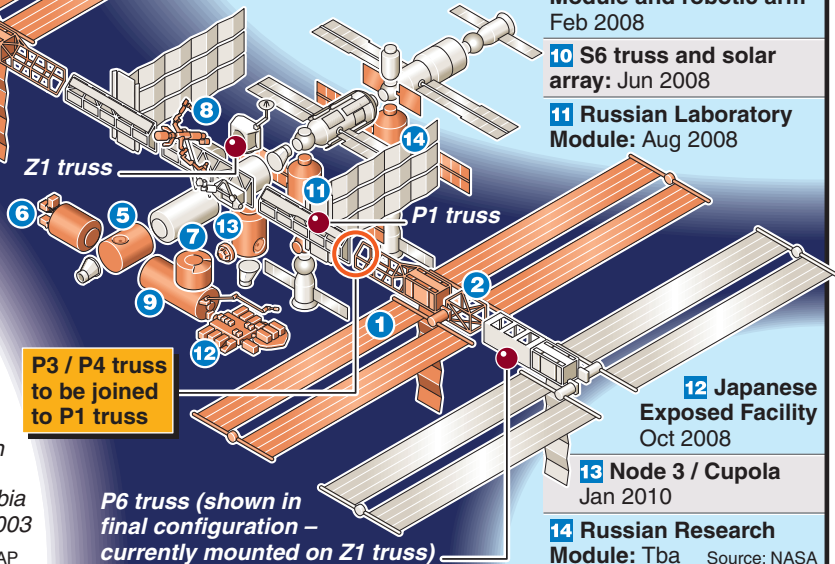 Module and robotic arm
Feb 2008
10 S6 truss and solar
array: Jun 2008
11 Russian Laboratory
Module: Aug 2008
8
14
Z1 truss
11
P1 truss
6
5
13
7
9
2
1
12
P3 / P4 truss
to be joined
to P1 truss
12 Japanese
Exposed Facility
Oct 2008
13 Node 3 / Cupola
Jan 2010
14 Russian Research
Module: Tba
Source: NASA
P6 truss (shown in
final configuration –
currently mounted on Z1 truss)
n
bia
003
AP